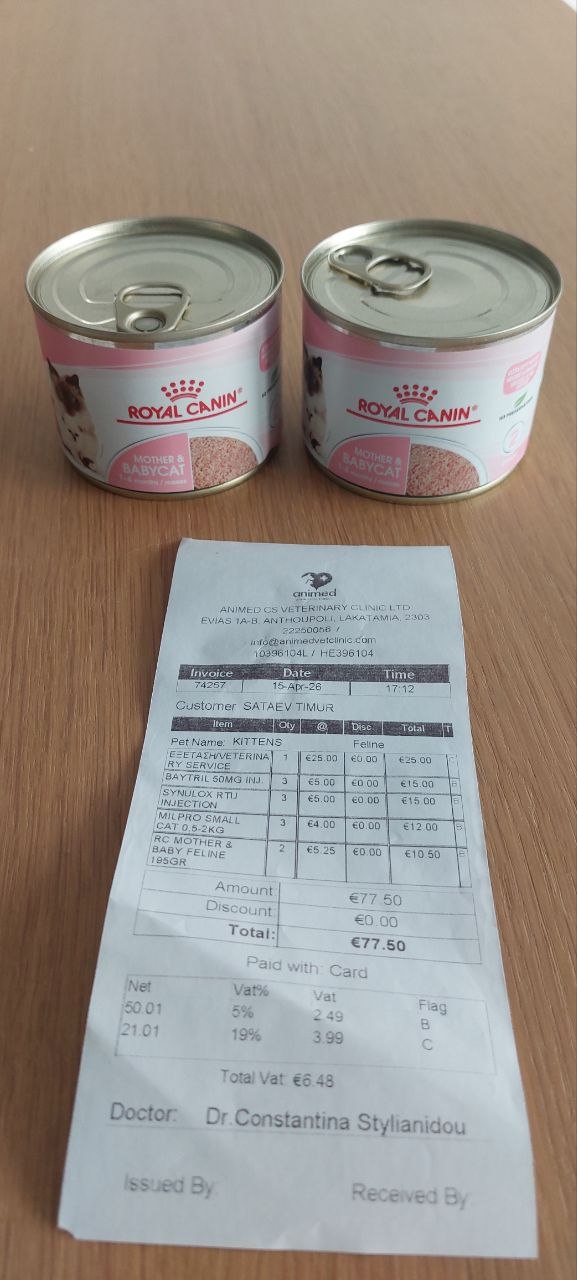 ROYAL CANIN®
MOTHER &
BABYCAT
ROYAL CANIN®
MOTHER &
BABYCAT
animed
ANIMED CS VETERINARY CLINIC LTD
EVIAS 1A-B, ANTHOUPOLI, LAKATAMIA, 2303
22250056 /
info@animedvetclinic.com
10396104L / HE396104
Invoice Date Time
74257 15-Apr-26 17:12
Customer SATAEV TIMUR
Item Qty @ Disc. Total T
Pet Name: KITTENS Feline
ΕΞΕΤΑΣΗ/VETERINA 1 €25.00 €0.00 €25.00 C
RY SERVICE
BAYTRIL 50MG INJ. 3 €5.00 €0.00 €15.00 B
SYNULOX RTU 3 €5.00 €0.00 €15.00 B
INJECTION
MILPRO SMALL 3 €4.00 €0.00 €12.00 B
CAT 0,5-2KG
RC MOTHER & 2 €5.25 €0.00 €10.50 B
BABY FELINE
195GR
Amount €77.50
Discount €0.00
Total: €77.50
Paid with: Card
Net Vat% Vat Flag
50.01 5% 2.49 B
21.01 19% 3.99 C
Total Vat: €6.48
Doctor: Dr.Constantina Stylianidou
Issued By Received By